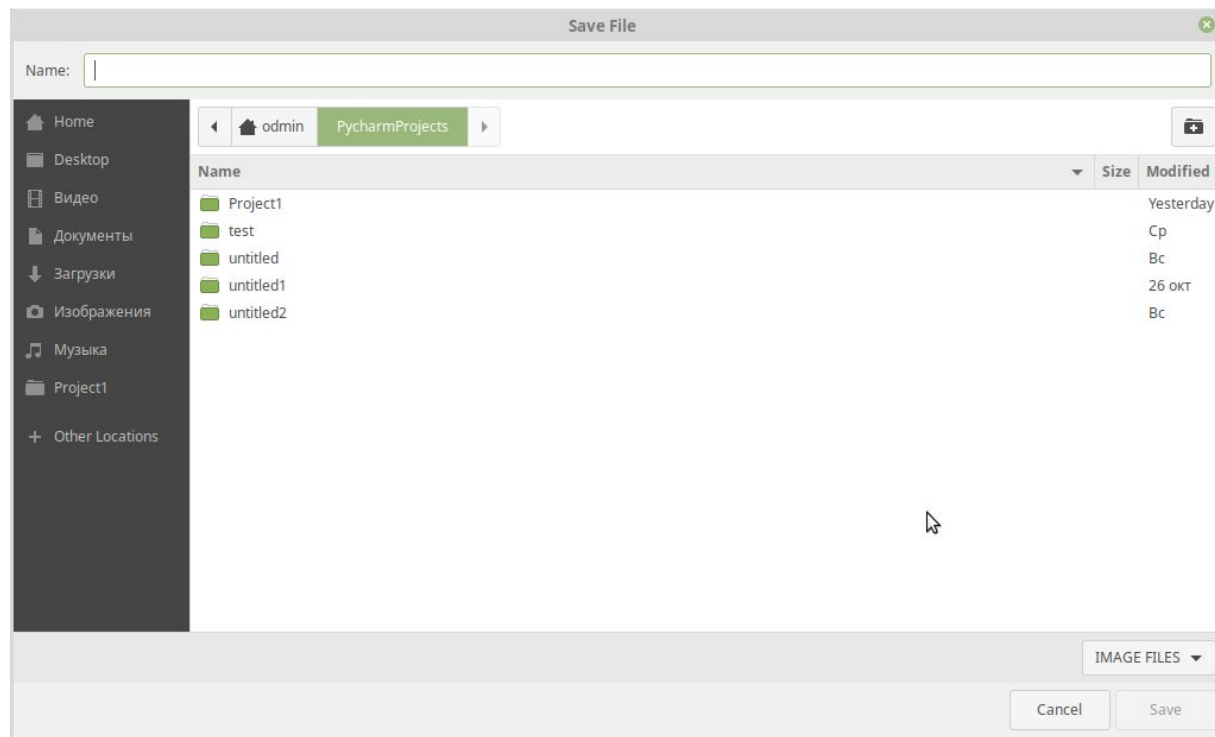 Save File
Name:
Home
Desktop
Видео
Документы
Загрузки
Изображения
Музыка
Project1
Other Locations
odmin PycharmProjects
Name Size Modified
Project1 Yesterday
test Ср
untitled Вс
untitled1 26 окт
untitled2 Вс
IMAGE FILES
Cancel Save